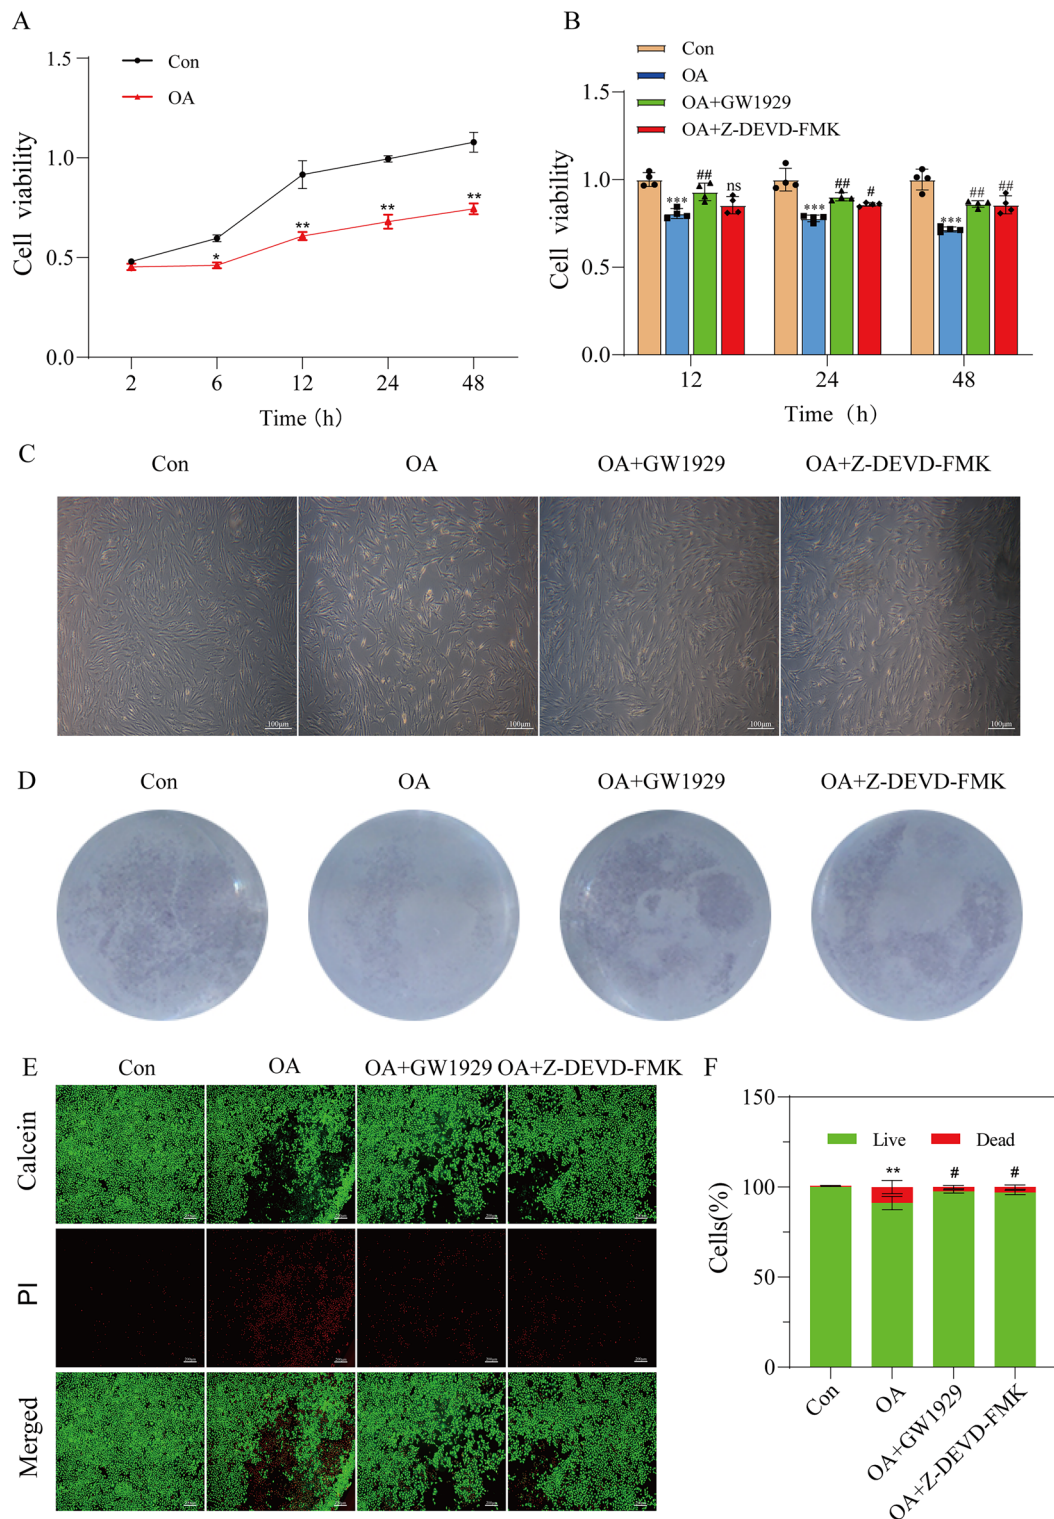 A
Con
OA
Cell viability
1.5
1.0
0.5
0.0
*
**
**
**
2 6 12 24 48
Time (h)
B
Con
OA
OA+GW1929
OA+Z-DEVD-FMK
Cell viability
1.5
1.0
0.5
0.0
*** ## ns
*** ## #
*** ## ##
12 24 48
Time (h)
C
Con OA OA+GW1929 OA+Z-DEVD-FMK
100μm 100μm 100μm 100μm
D
Con OA OA+GW1929 OA+Z-DEVD-FMK
E
Con OA OA+GW1929 OA+Z-DEVD-FMK
Calcein
PI
Merged
F
Live Dead
Cells(%)
150
100
50
0
** # #
Con
OA
OA+GW1929
OA+Z-DEVD-FMK